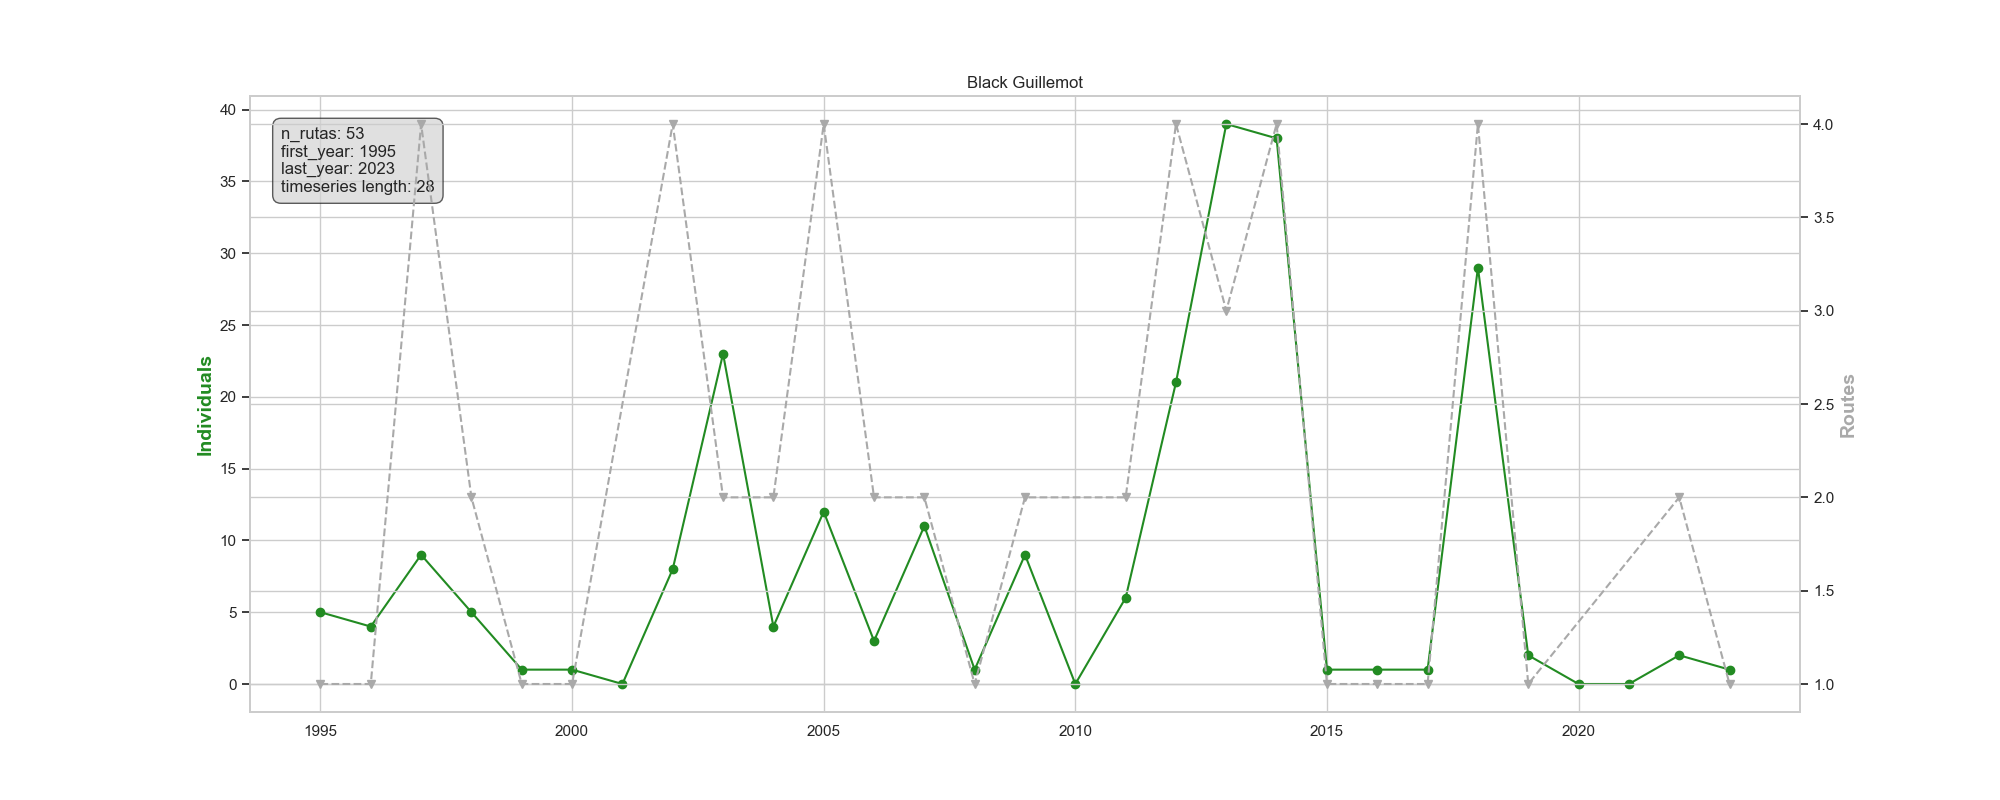 Black Guillemot
n_rutas: 53
first_year: 1995
last_year: 2023
timeseries length: 28
Individuals
40
35
30
25
20
15
10
5
0
4.0
3.5
3.0
2.5
2.0
1.5
1.0
Routes
1995 2000 2005 2010 2015 2020